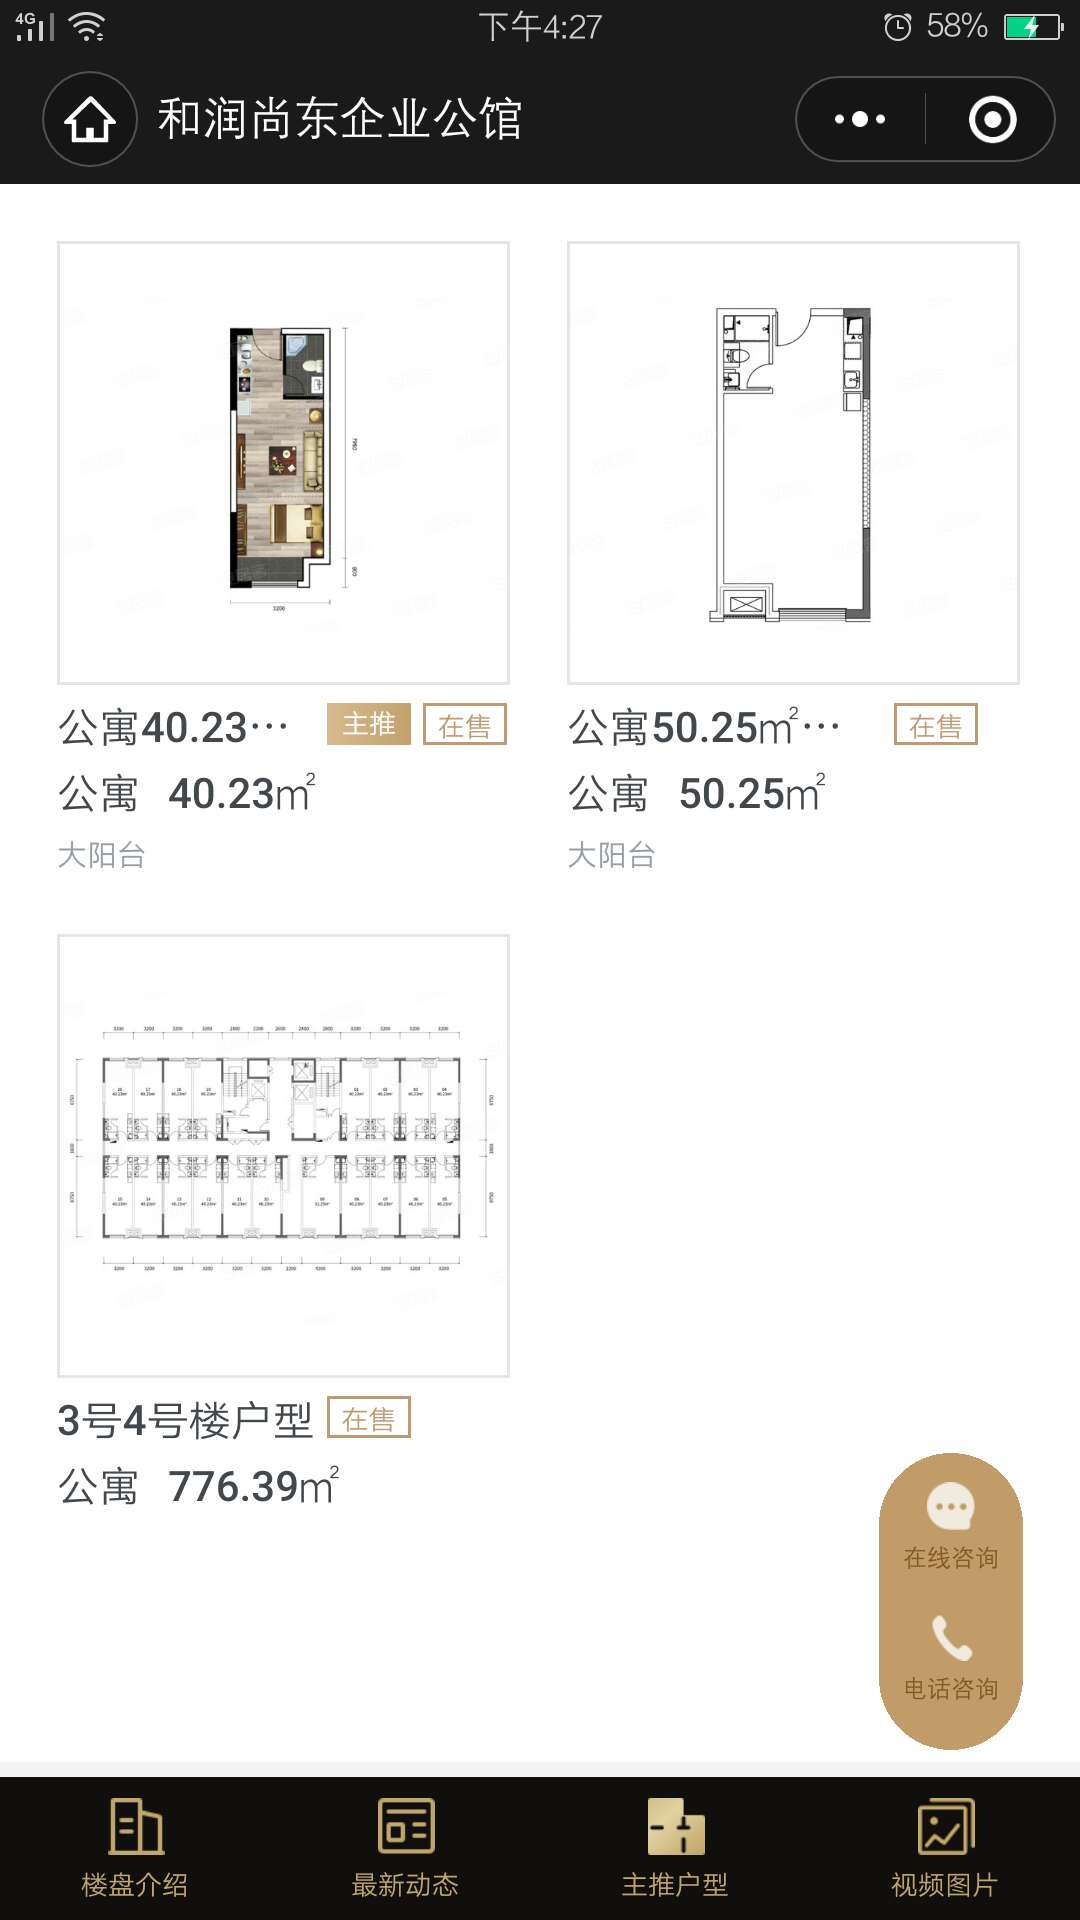 4G 下午4:27 58%
和润尚东企业公馆
3200
公寓40.23… 主推 在售
公寓50.25㎡… 在售
公寓 40.23㎡
公寓 50.25㎡
大阳台
大阳台
3号4号楼户型 在售
公寓 776.39㎡
在线咨询
电话咨询
楼盘介绍 最新动态 主推户型 视频图片